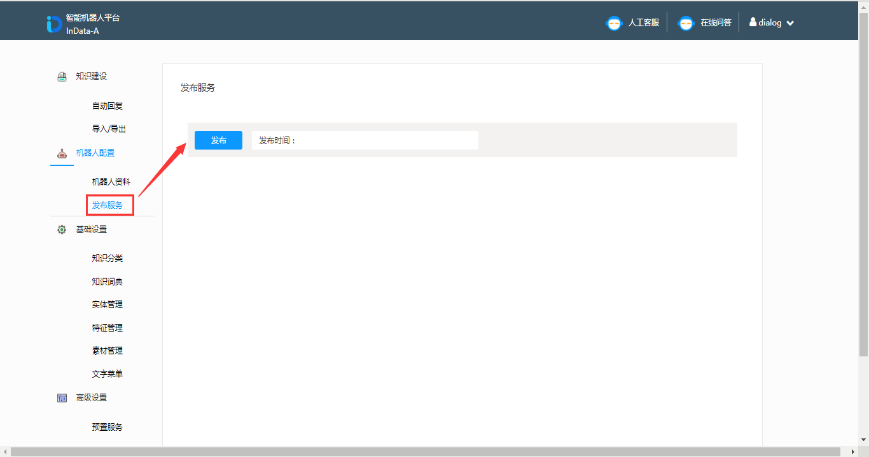 智能机器人平台
InData-A
人工客服
在线问答
dialog
知识建设
自动回复
导入/导出
机器人配置
机器人资料
发布服务
基础设置
知识分类
知识词典
实体管理
特征管理
素材管理
文字菜单
高级设置
预置服务
发布服务
发布 发布时间：